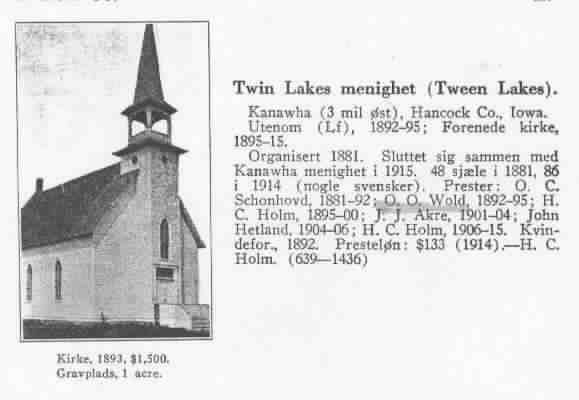 Twin Lakes menighet (Tween Lakes).
Kanawha (3 mil øst), Hancock Co., Iowa.
Utenom (Lf), 1892–95; Forenede kirke,
1895–15.
Organisert 1881. Sluttet sig sammen med
Kanawha menighet i 1915. 48 sjæle i 1881, 86
i 1914 (nogle svensker). Prester: O. C.
Schonhovd, 1881–92; O. O. Wold, 1892–95; H.
C. Holm, 1895–00; J. J. Akre, 1901–04; John
Hetland, 1904–06; H. C. Holm, 1906–15. Kvin-
defor., 1892. Presteløn: $133 (1914).—H. C.
Holm. (639—1436)
Kirke, 1893, $1,500.
Gravplads, 1 acre.